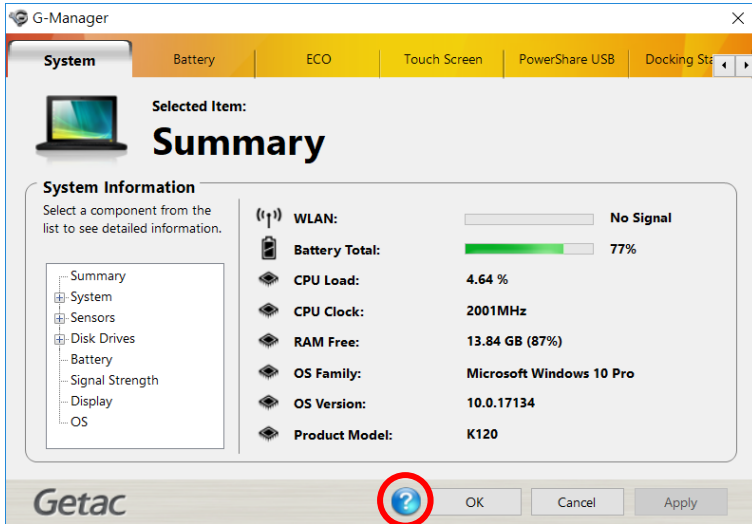 G-Manager
System
Battery
ECO
Touch Screen
PowerShare USB
Docking Sta
Selected Item:
Summary
System Information
Select a component from the
list to see detailed information.
Summary
System
Sensors
Disk Drives
Battery
Signal Strength
Display
OS
WLAN: No Signal
Battery Total: 77%
CPU Load: 4.64 %
CPU Clock: 2001MHz
RAM Free: 13.84 GB (87%)
OS Family: Microsoft Windows 10 Pro
OS Version: 10.0.17134
Product Model: K120
Getac
?
OK
Cancel
Apply